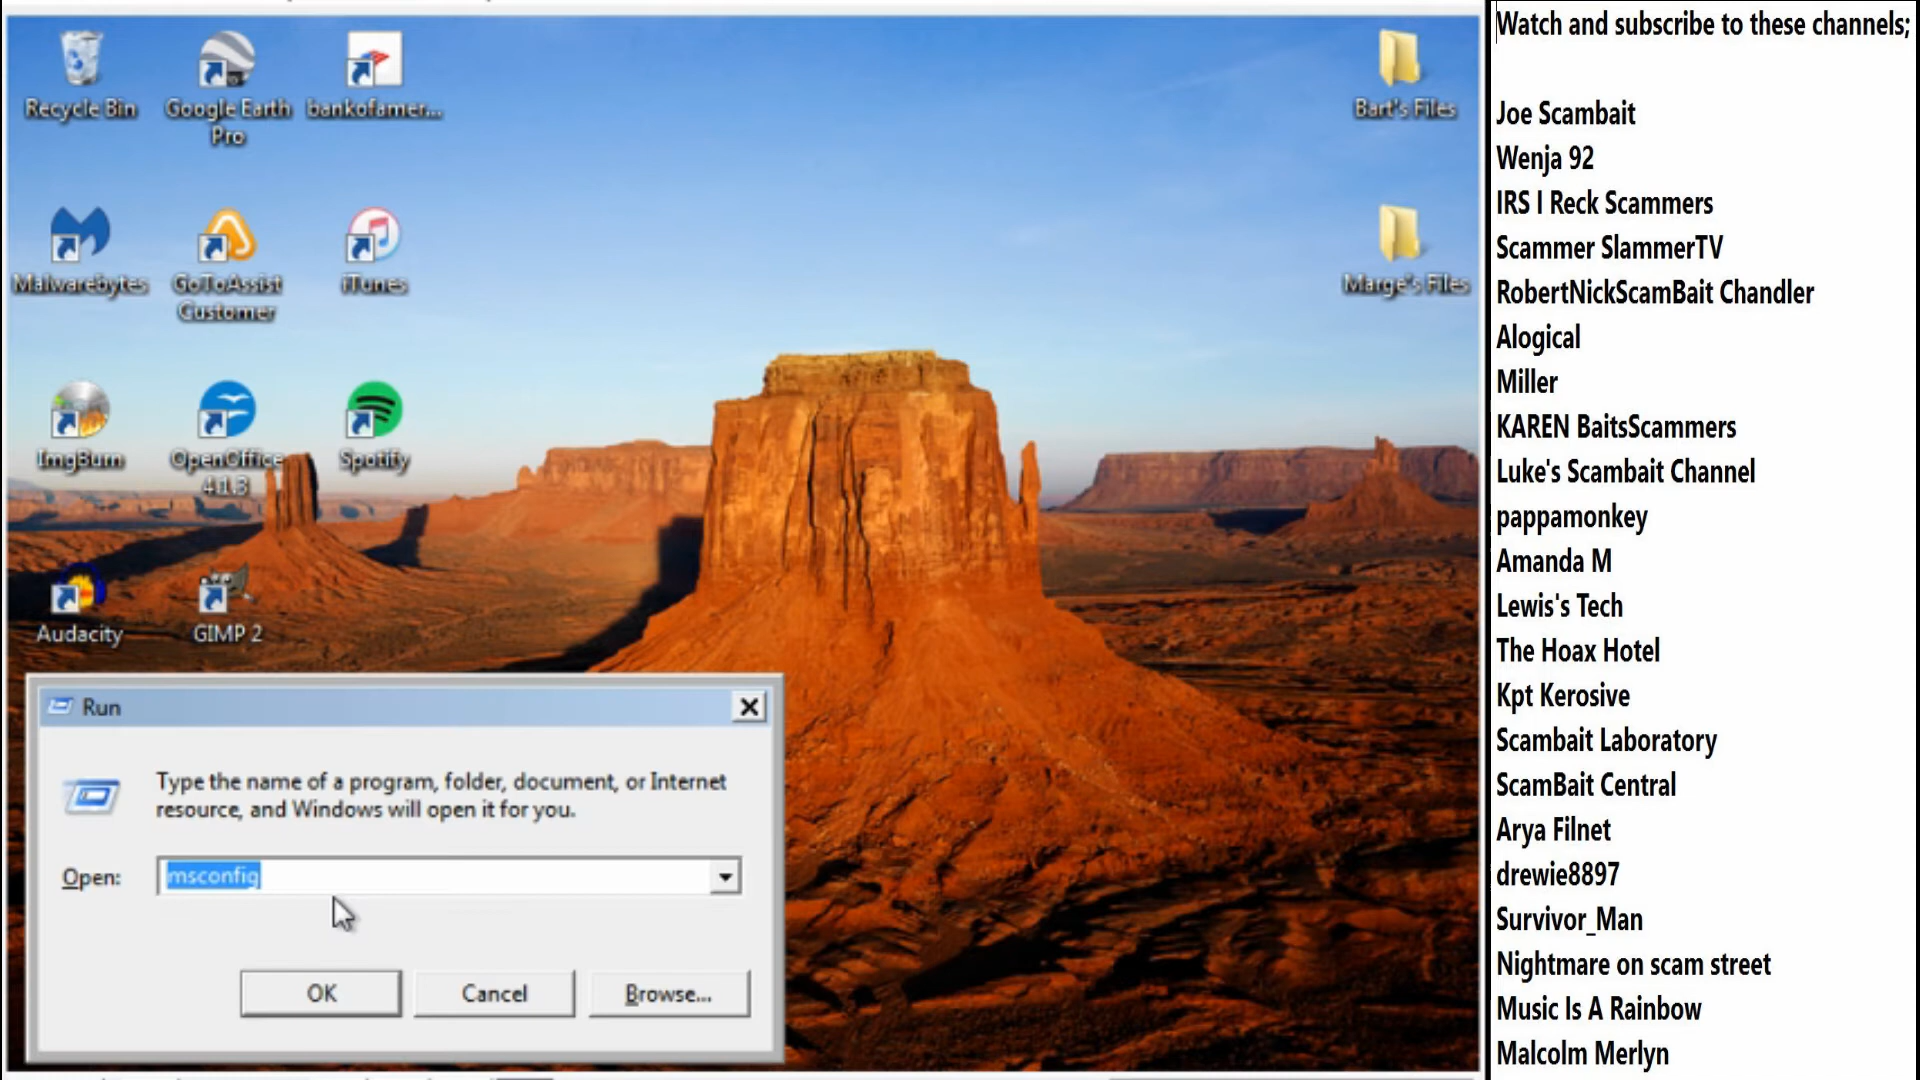 Recycle Bin
Google Earth
Pro
bankofamer...
Bart's Files
Malwarebytes
GoToAssist
Customer
iTunes
Marge's Files
ImgBurn
OpenOffice
4.1.3
Spotify
Audacity
GIMP 2
Run
Type the name of a program, folder, document, or Internet
resource, and Windows will open it for you.
Open:
msconfig
OK
Cancel
Browse...
Watch and subscribe to these channels;
Joe Scambait
Wenja 92
IRS I Reck Scammers
Scammer SlammerTV
RobertNickScamBait Chandler
Alogical
Miller
KAREN BaitsScammers
Luke's Scambait Channel
pappamonkey
Amanda M
Lewis's Tech
The Hoax Hotel
Kpt Kerosive
Scambait Laboratory
ScamBait Central
Arya Filnet
drewie8897
Survivor_Man
Nightmare on scam street
Music Is A Rainbow
Malcolm Merlyn